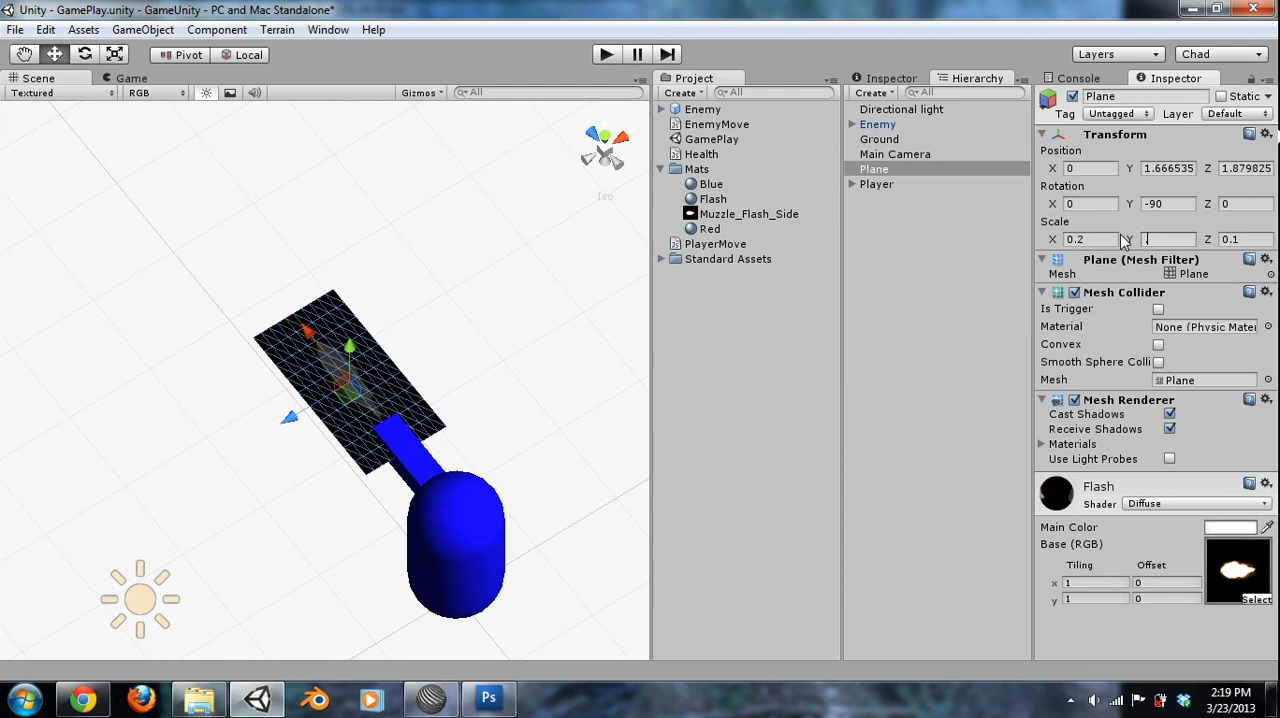 Unity - GamePlay.unity - GameUnity - PC and Mac Standalone*
File Edit Assets GameObject Component Terrain Window Help
Pivot Local Layers Chad
Scene Game
Textured RGB Gizmos All
Iso
Project
Create All
Enemy
EnemyMove
GamePlay
Health
Mats
Blue
Flash
Muzzle_Flash_Side
Red
PlayerMove
Standard Assets
Inspector Hierarchy
Create All
Directional light
Enemy
Ground
Main Camera
Plane
Player
Console Inspector
Plane Static
Tag Untagged Layer Default
Transform
Position
X 0 Y 1.666535 Z 1.879825
Rotation
X 0 Y -90 Z 0
Scale
X 0.2 Y . Z 0.1
Plane (Mesh Filter)
Mesh Plane
Mesh Collider
Is Trigger
Material None (Physic Mater
Convex
Smooth Sphere Colli
Mesh Plane
Mesh Renderer
Cast Shadows
Receive Shadows
Materials
Use Light Probes
Flash
Shader Diffuse
Main Color
Base (RGB)
Tiling Offset
x 1 0
y 1 0
Select
Ps
2:19 PM
3/23/2013